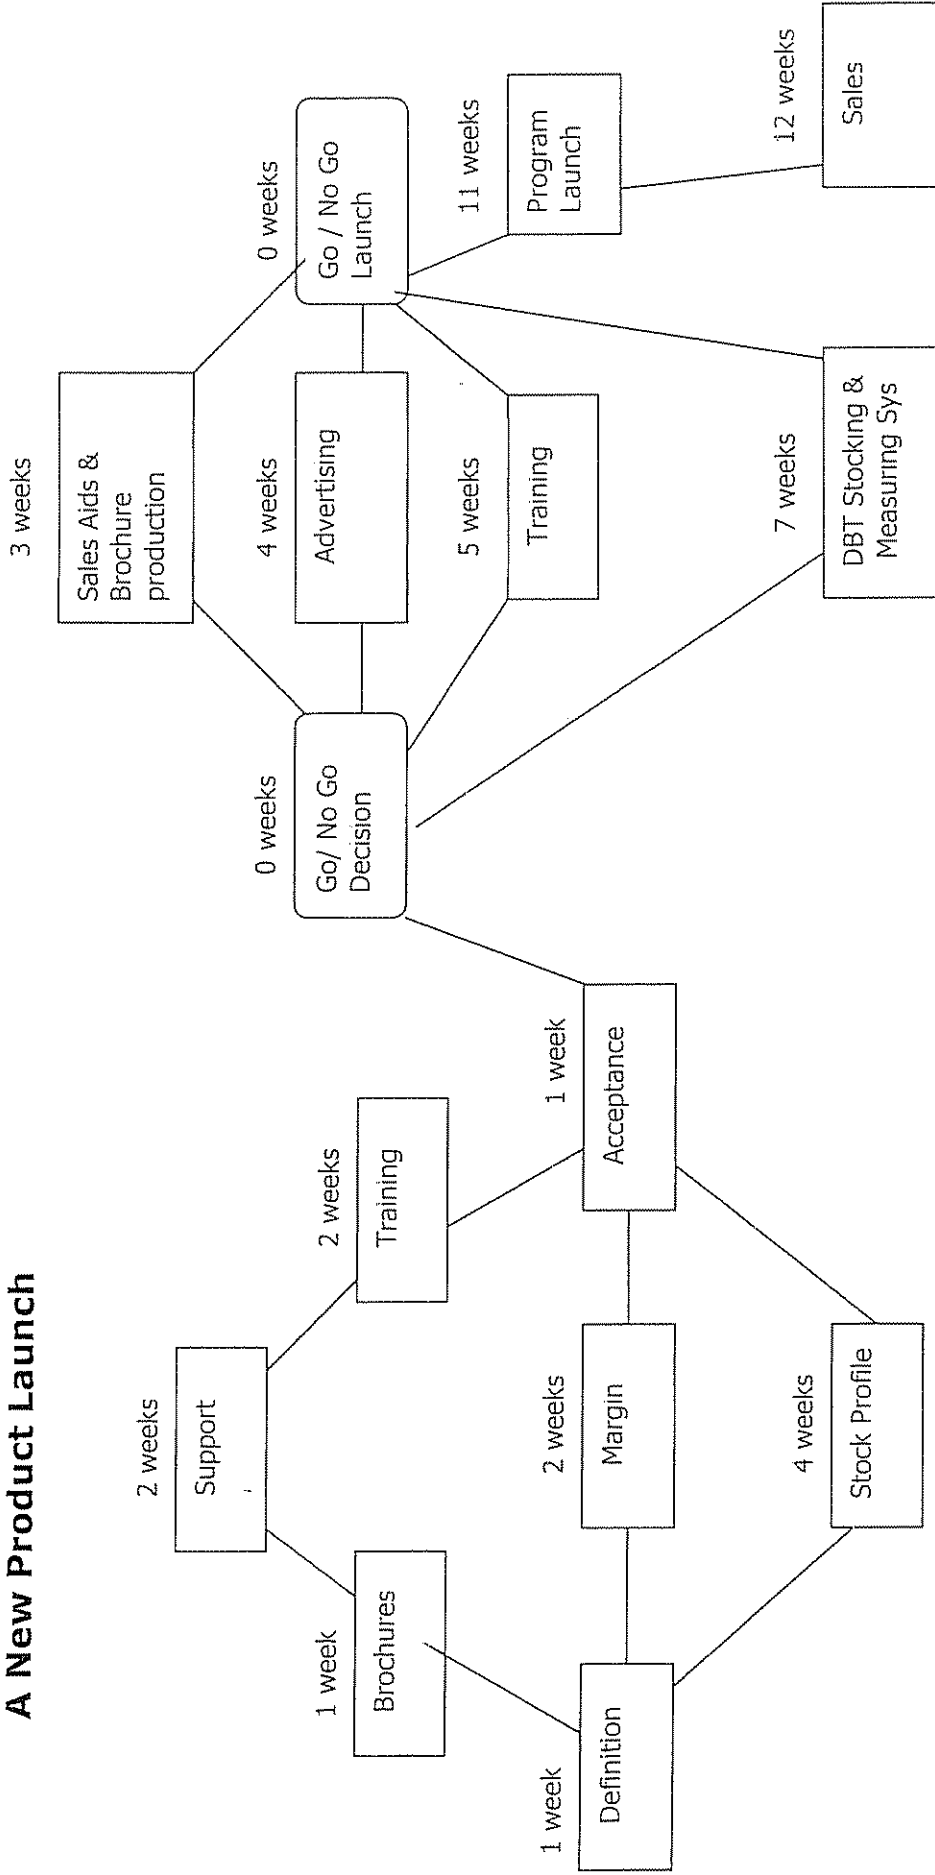 A New Product Launch
1 week
Definition
1 week
Brochures
2 weeks
Support
2 weeks
Training
2 weeks
Margin
4 weeks
Stock Profile
1 week
Acceptance
0 weeks
Go/ No Go
Decision
3 weeks
Sales Aids &
Brochure
production
4 weeks
Advertising
5 weeks
Training
7 weeks
DBT Stocking &
Measuring Sys
0 weeks
Go / No Go
Launch
11 weeks
Program
Launch
12 weeks
Sales